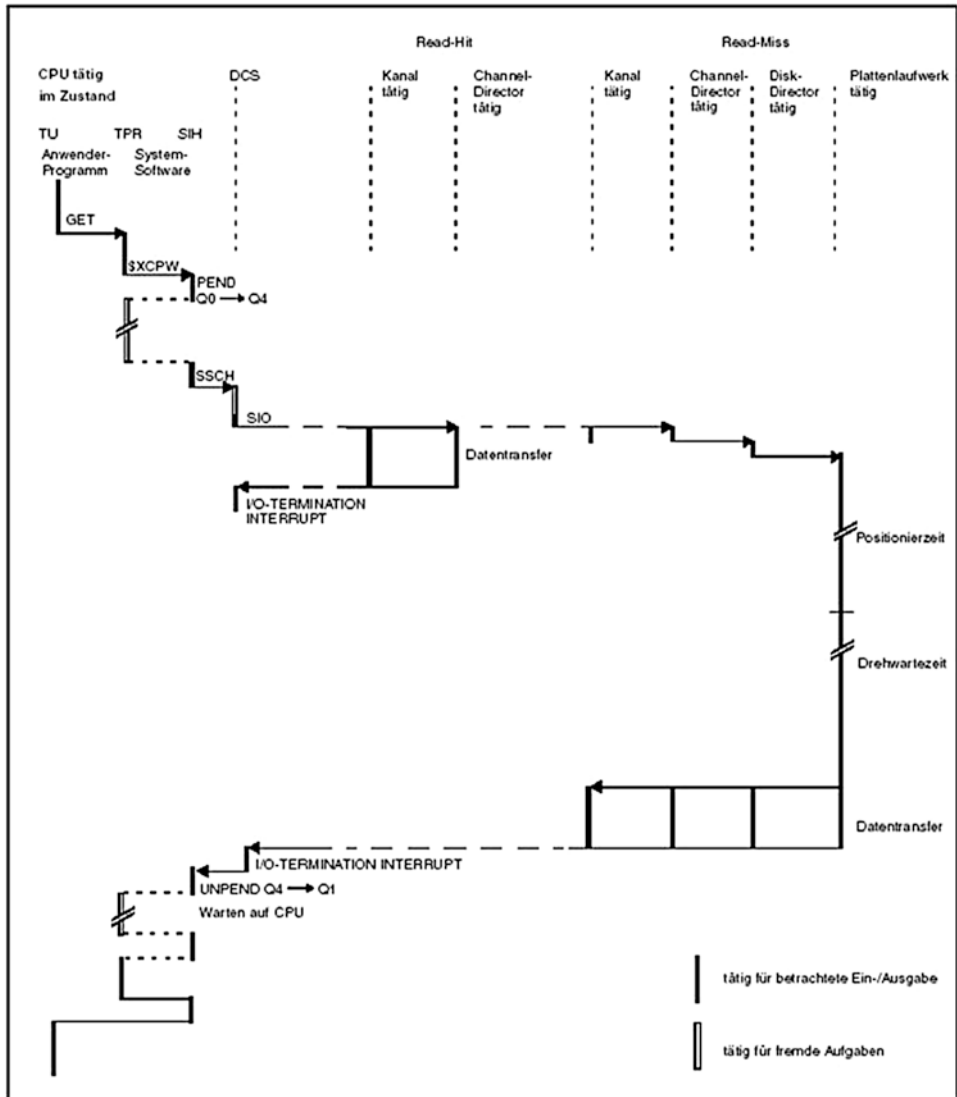 Read-Hit
Read-Miss
CPU tätig
im Zustand
DCS
Kanal
tätig
Channel-
Director
tätig
Kanal
tätig
Channel-
Director
tätig
Disk-
Director
tätig
Plattenlaufwerk
tätig
TU
TPR
SIH
Anwender-
Programm
System-
Software
GET
$XCPW
PEND
Q0 → Q4
SSCH
SIO
Datentransfer
I/O-TERMINATION
INTERRUPT
Positionierzeit
Drehwartezeit
Datentransfer
I/O-TERMINATION INTERRUPT
UNPEND Q4 → Q1
Warten auf CPU
tätig für betrachtete Ein-/Ausgabe
tätig für fremde Aufgaben